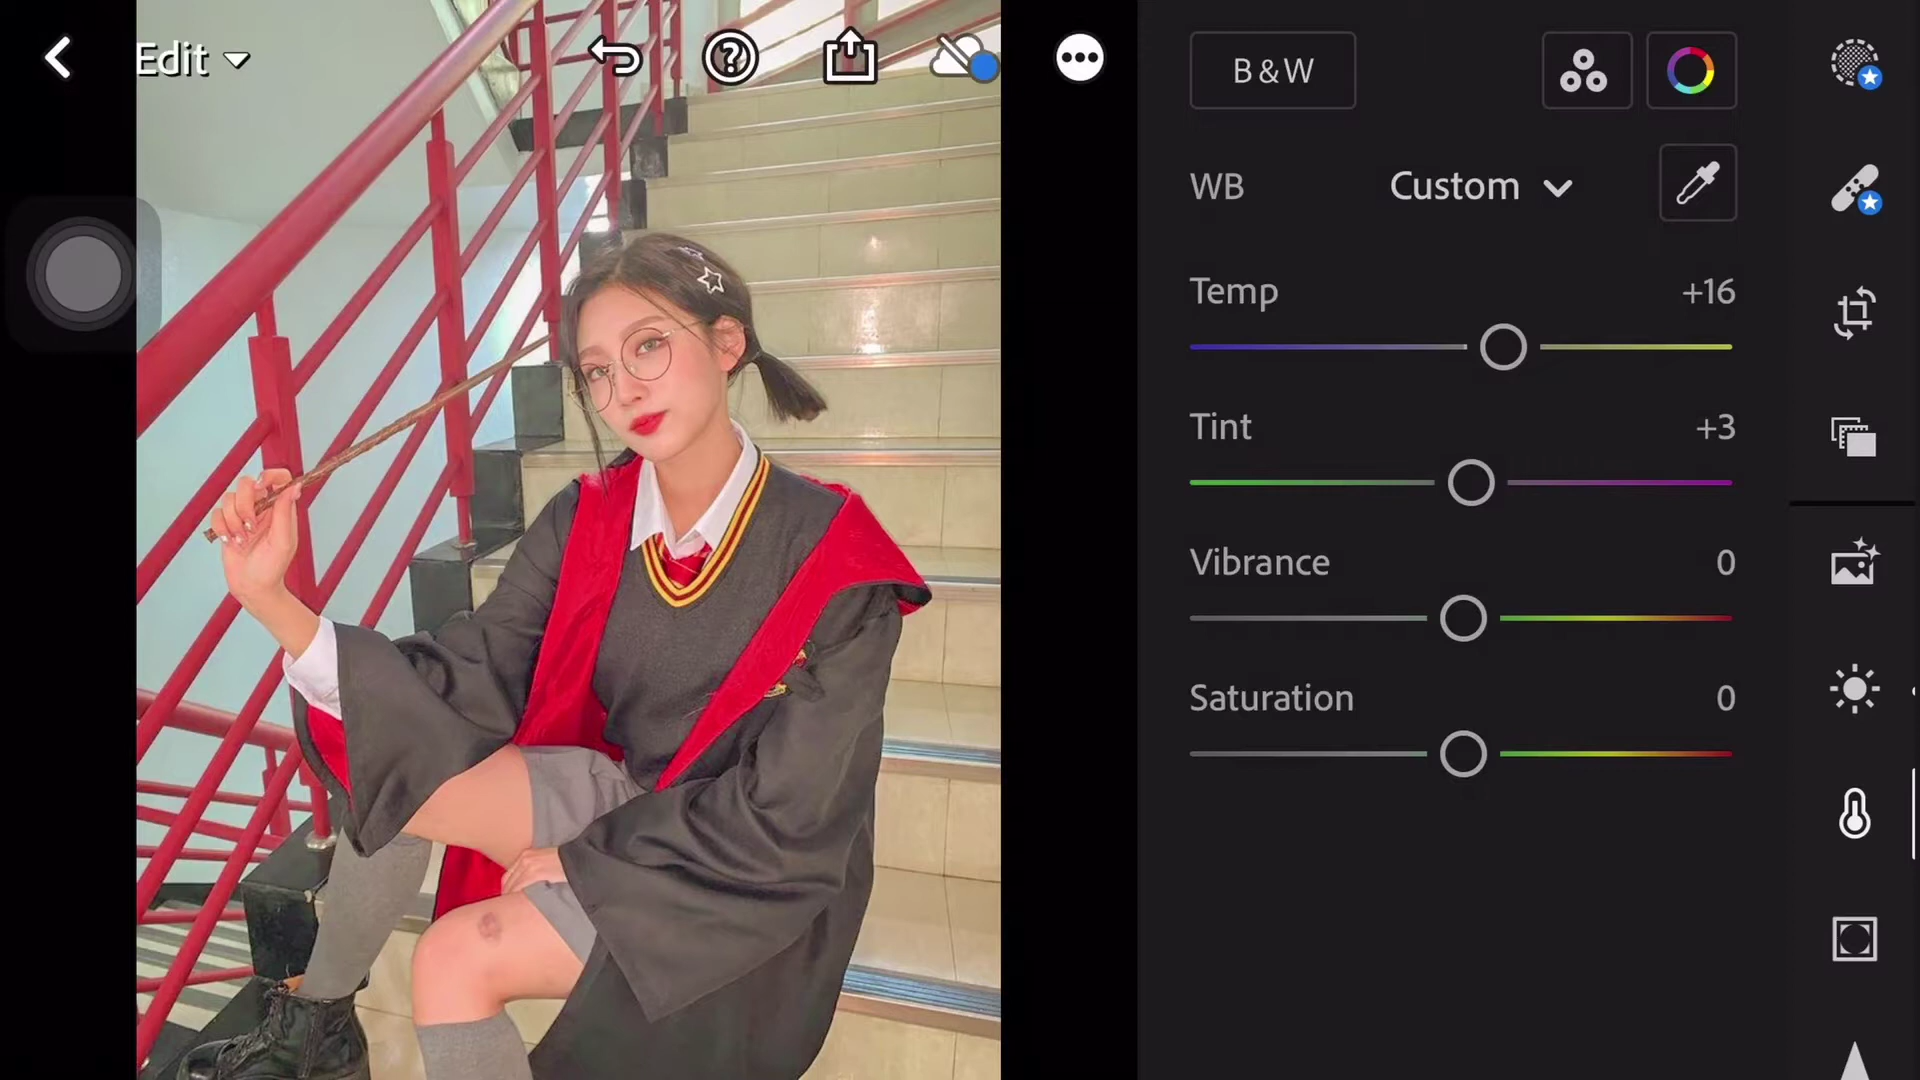 Edit
B & W
WB Custom
Temp +16
Tint +3
Vibrance 0
Saturation 0